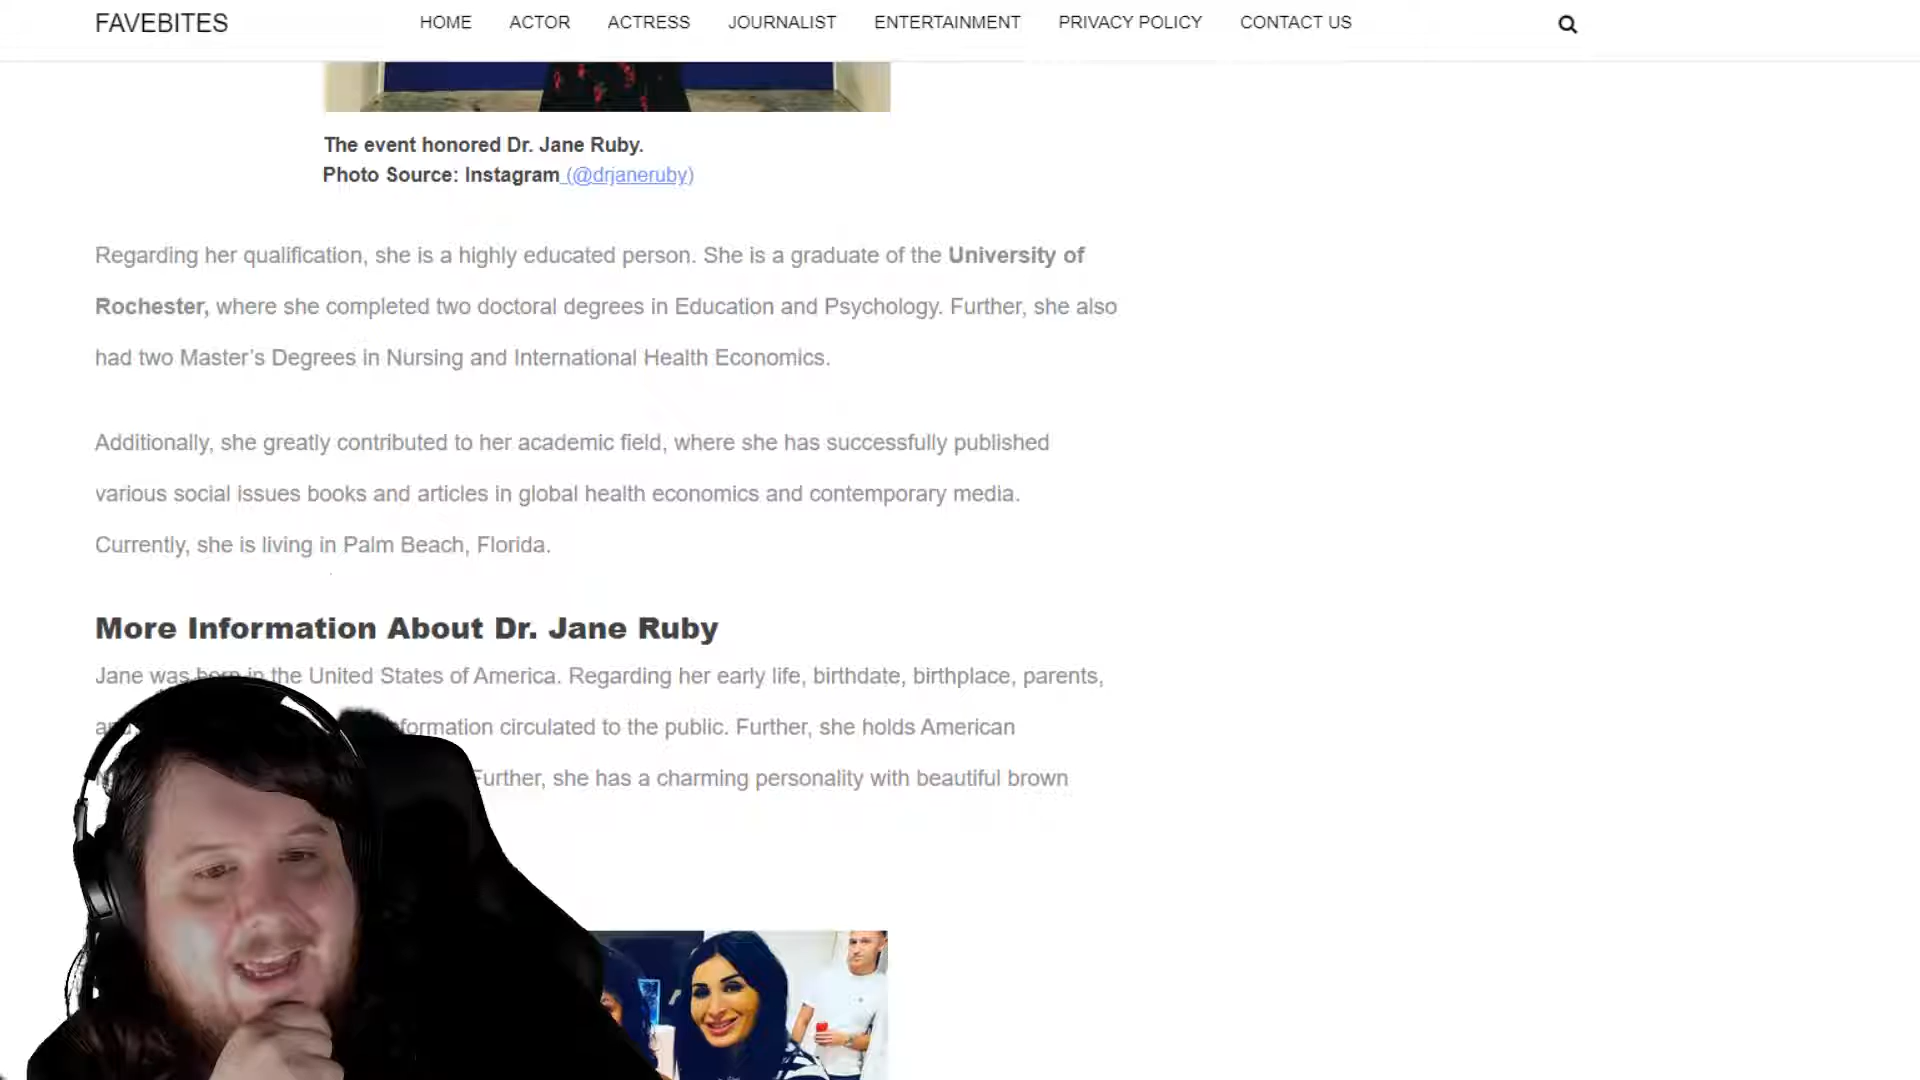 FAVEBITES
HOME ACTOR ACTRESS JOURNALIST ENTERTAINMENT PRIVACY POLICY CONTACT US
The event honored Dr. Jane Ruby.
Photo Source: Instagram (@drjaneruby)
Regarding her qualification, she is a highly educated person. She is a graduate of the University of
Rochester, where she completed two doctoral degrees in Education and Psychology. Further, she also
had two Master's Degrees in Nursing and International Health Economics.
Additionally, she greatly contributed to her academic field, where she has successfully published
various social issues books and articles in global health economics and contemporary media.
Currently, she is living in Palm Beach, Florida.
More Information About Dr. Jane Ruby
Jane was born in the United States of America. Regarding her early life, birthdate, birthplace, parents,
circulated to the public. Further, she holds American
Further, she has a charming personality with beautiful brown